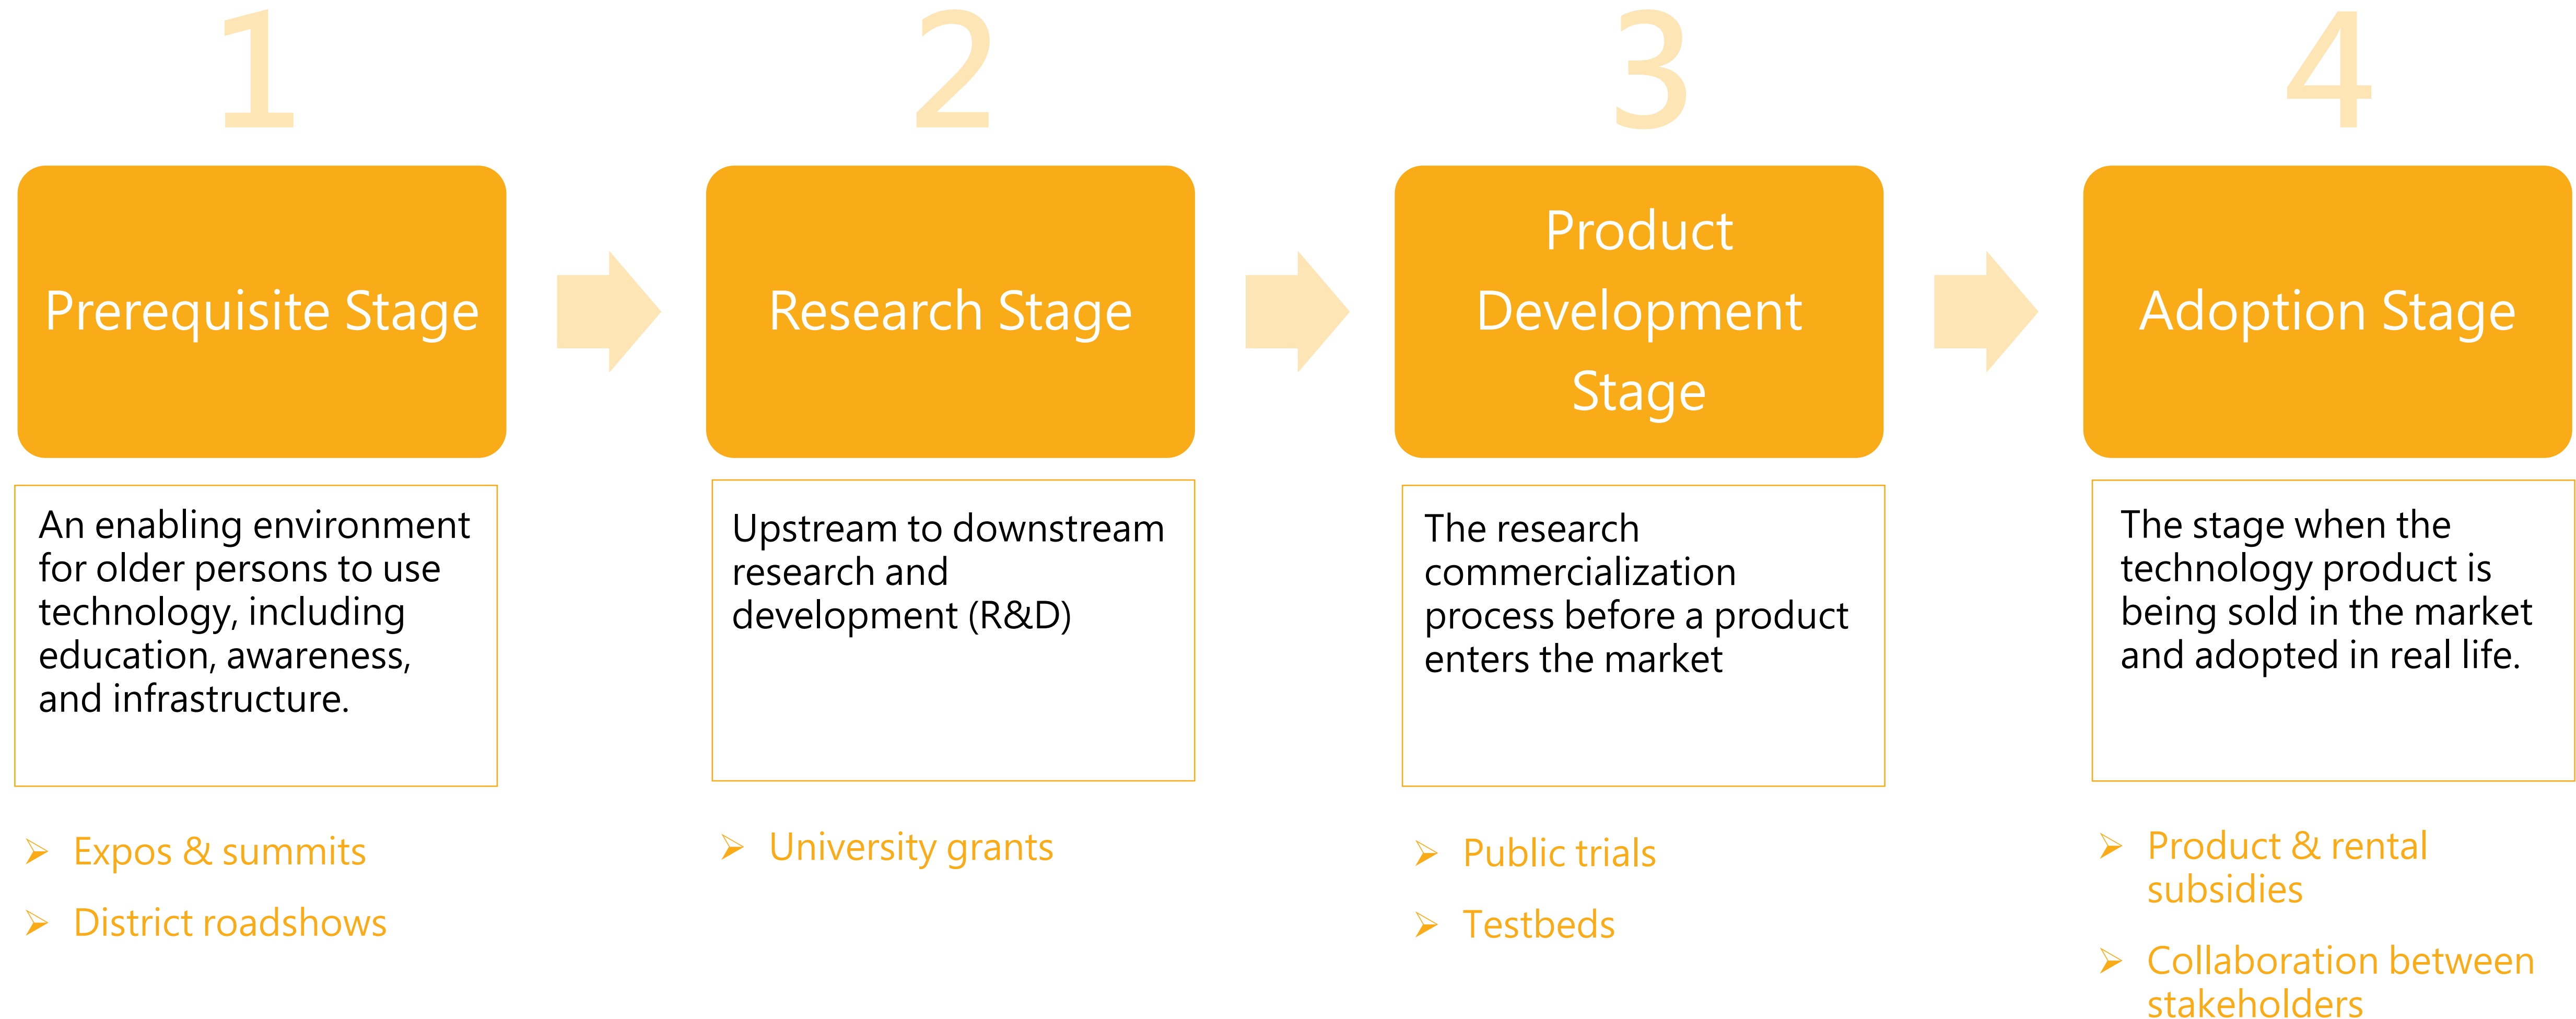 1
Prerequisite Stage
An enabling environment
for older persons to use
technology, including
education, awareness,
and infrastructure.
Expos & summits
District roadshows
2
Research Stage
Upstream to downstream
research and
development (R&D)
University grants
3
Product
Development
Stage
The research
commercialization
process before a product
enters the market
Public trials
Testbeds
4
Adoption Stage
The stage when the
technology product is
being sold in the market
and adopted in real life.
Product & rental
subsidies
Collaboration between
stakeholders